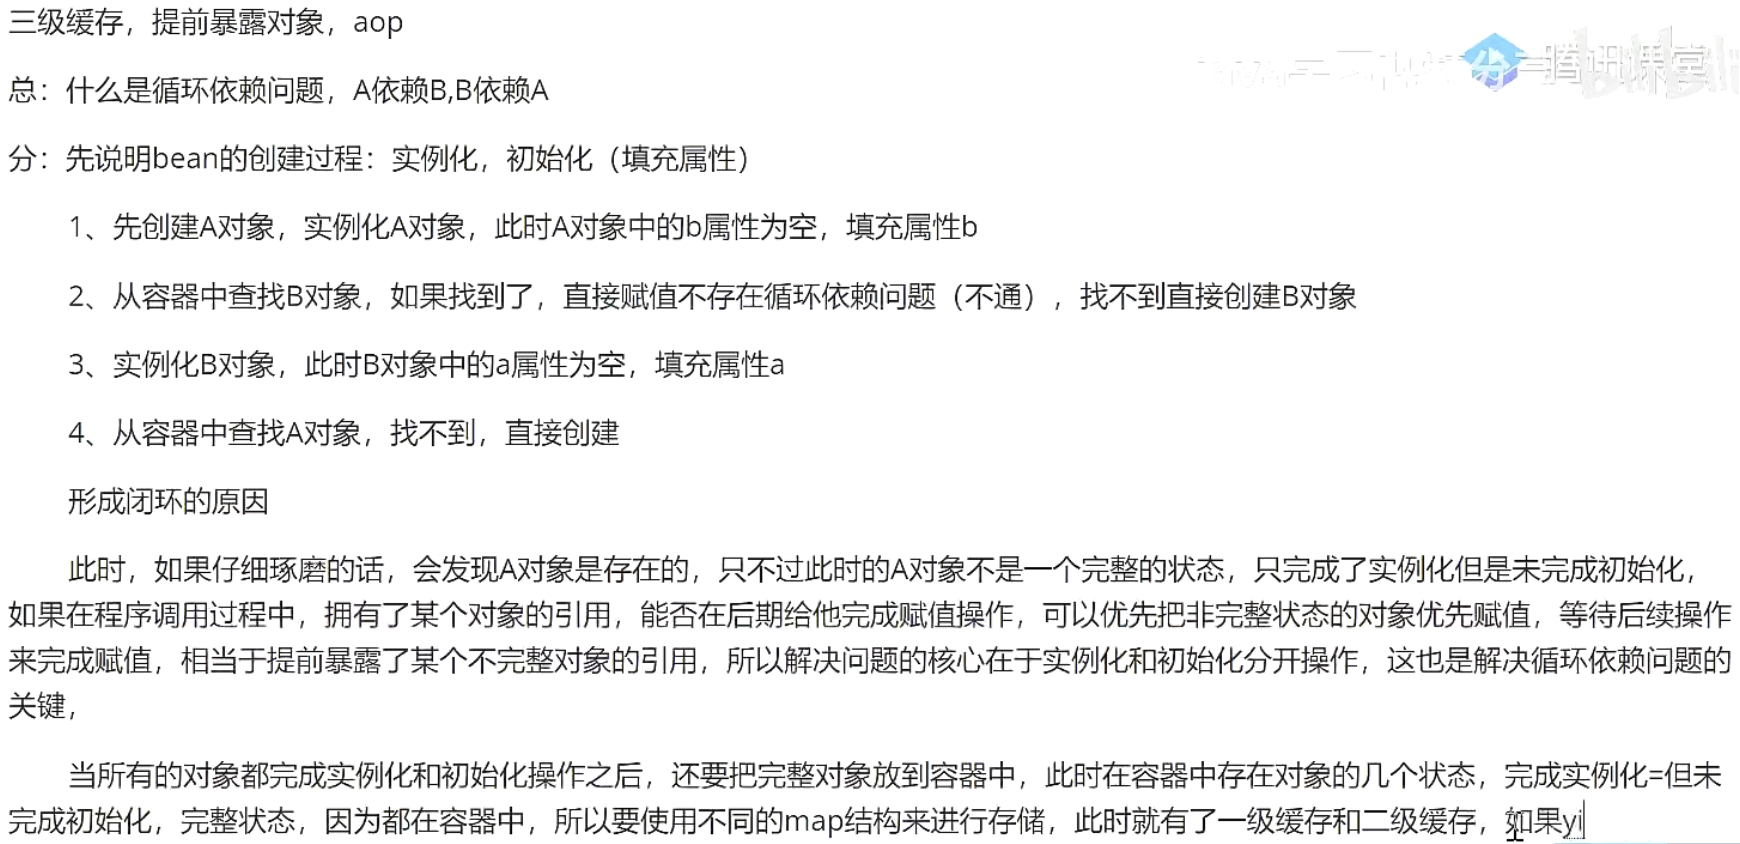 三级缓存，提前暴露对象，aop
腾讯课堂
总：什么是循环依赖问题，A依赖B,B依赖A
分：先说明bean的创建过程：实例化，初始化（填充属性）
1、先创建A对象，实例化A对象，此时A对象中的b属性为空，填充属性b
2、从容器中查找B对象，如果找到了，直接赋值不存在循环依赖问题（不通），找不到直接创建B对象
3、实例化B对象，此时B对象中的a属性为空，填充属性a
4、从容器中查找A对象，找不到，直接创建
形成闭环的原因
此时，如果仔细琢磨的话，会发现A对象是存在的，只不过此时的A对象不是一个完整的状态，只完成了实例化但是未完成初始化，
如果在程序调用过程中，拥有了某个对象的引用，能否在后期给他完成赋值操作，可以优先把非完整状态的对象优先赋值，等待后续操作
来完成赋值，相当于提前暴露了某个不完整对象的引用，所以解决问题的核心在于实例化和初始化分开操作，这也是解决循环依赖问题的
关键，
当所有的对象都完成实例化和初始化操作之后，还要把完整对象放到容器中，此时在容器中存在对象的几个状态，完成实例化=但未
完成初始化，完整状态，因为都在容器中，所以要使用不同的map结构来进行存储，此时就有了一级缓存和二级缓存，如果yi